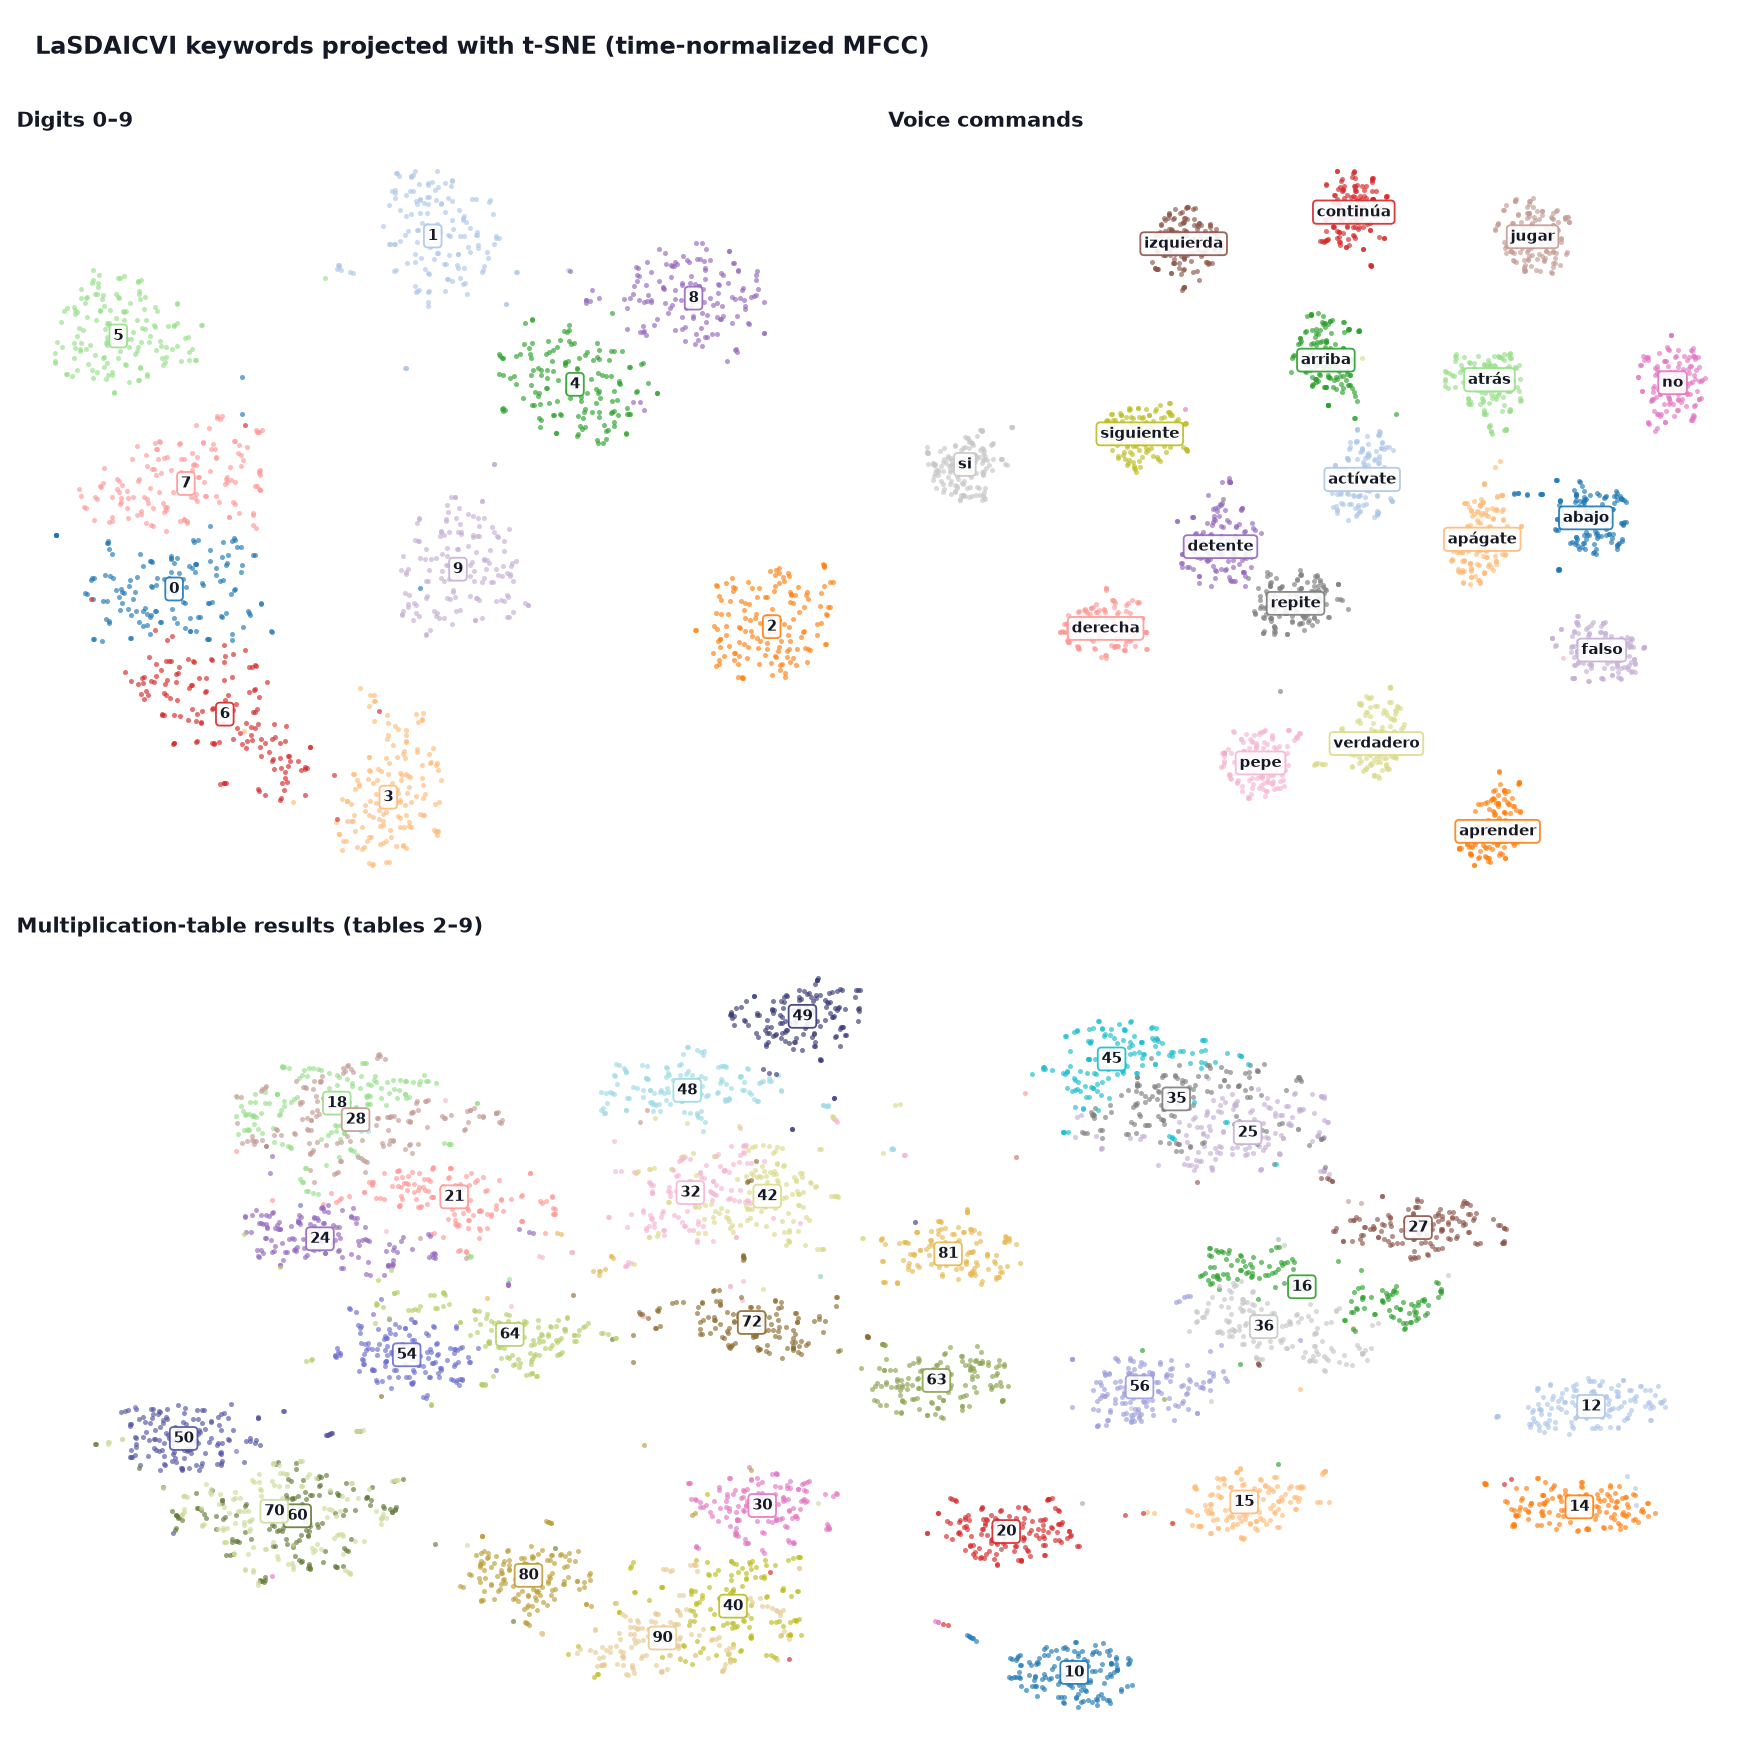 LaSDAICVI keywords projected with t-SNE (time-normalized MFCC)
Digits 0–9
1
8
5
4
7
9
0
2
6
3
Voice commands
continúa
jugar
izquierda
arriba
atrás
no
siguiente
si
actívate
abajo
apágate
detente
repite
derecha
falso
verdadero
pepe
aprender
Multiplication-table results (tables 2–9)
49
45
48
35
18
28
25
32
42
21
27
24
81
16
72
36
64
54
63
56
12
50
30
15
14
70
60
20
80
40
90
10